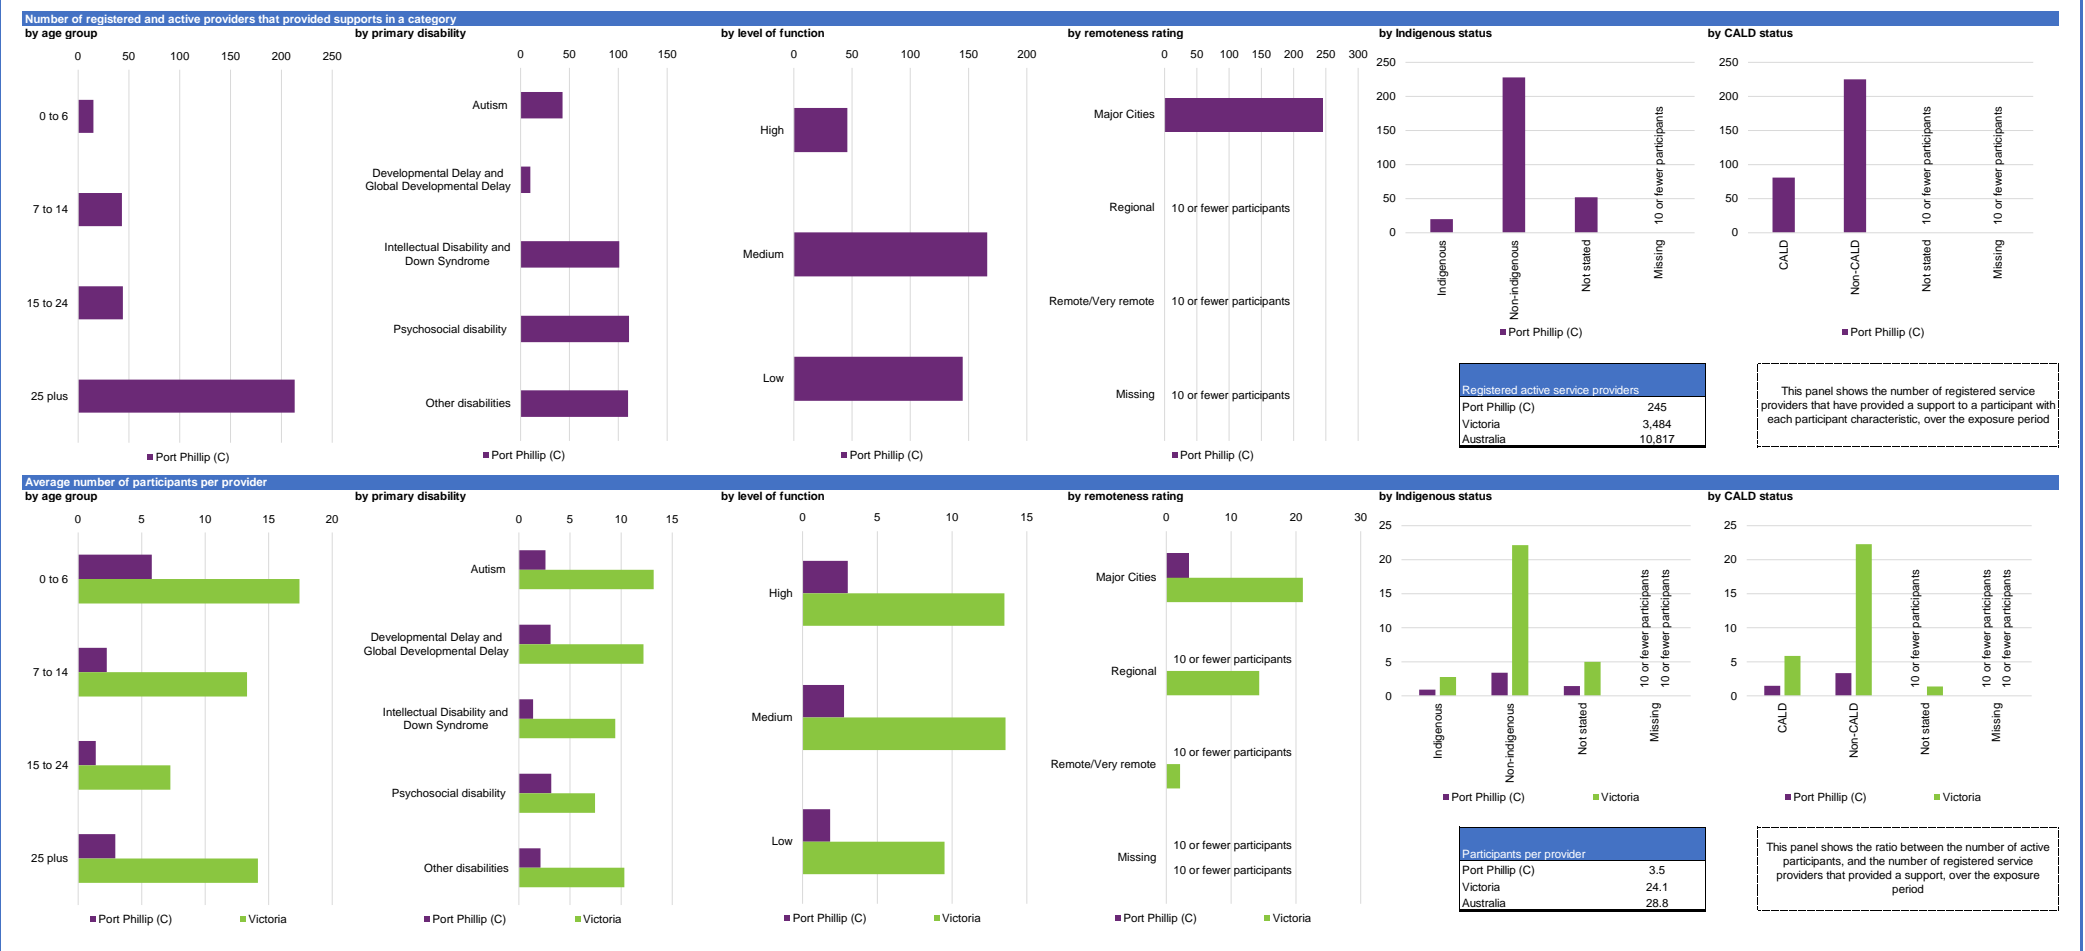 Number of registered and active providers that provided supports in a category
by age group
0 50 100 150 200 250
0 to 6
7 to 14
15 to 24
25 plus
Port Phillip (C)
by primary disability
0 50 100 150
Autism
Developmental Delay and
Global Developmental Delay
Intellectual Disability and
Down Syndrome
Psychosocial disability
Other disabilities
Port Phillip (C)
by level of function
0 50 100 150 200
High
Medium
Low
Port Phillip (C)
by remoteness rating
0 50 100 150 200 250 300
Major Cities
Regional 10 or fewer participants
Remote/Very remote 10 or fewer participants
Missing 10 or fewer participants
Port Phillip (C)
by Indigenous status
250
200
150
100
50
0
10 or fewer participants
Indigenous
Non-indigenous
Not stated
Missing
Port Phillip (C)
by CALD status
250
200
150
100
50
0
10 or fewer participants
10 or fewer participants
CALD
Non-CALD
Not stated
Missing
Port Phillip (C)
Registered active service providers
Port Phillip (C) 245
Victoria 3,484
Australia 10,817
This panel shows the number of registered service
providers that have provided a support to a participant with
each participant characteristic, over the exposure period
Average number of participants per provider
by age group
0 5 10 15 20
0 to 6
7 to 14
15 to 24
25 plus
Port Phillip (C) Victoria
by primary disability
0 5 10 15
Autism
Developmental Delay and
Global Developmental Delay
Intellectual Disability and
Down Syndrome
Psychosocial disability
Other disabilities
Port Phillip (C) Victoria
by level of function
0 5 10 15
High
Medium
Low
Port Phillip (C) Victoria
by remoteness rating
0 10 20 30
Major Cities
10 or fewer participants
Regional
10 or fewer participants
Remote/Very remote
10 or fewer participants
Missing
10 or fewer participants
Port Phillip (C) Victoria
by Indigenous status
25
20
15
10
5
0
10 or fewer participants
10 or fewer participants
Indigenous
Non-indigenous
Not stated
Missing
Port Phillip (C) Victoria
by CALD status
25
20
15
10
5
0
10 or fewer participants
10 or fewer participants
10 or fewer participants
CALD
Non-CALD
Not stated
Missing
Port Phillip (C) Victoria
Participants per provider
Port Phillip (C) 3.5
Victoria 24.1
Australia 28.8
This panel shows the ratio between the number of active
participants, and the number of registered service
providers that provided a support, over the exposure
period